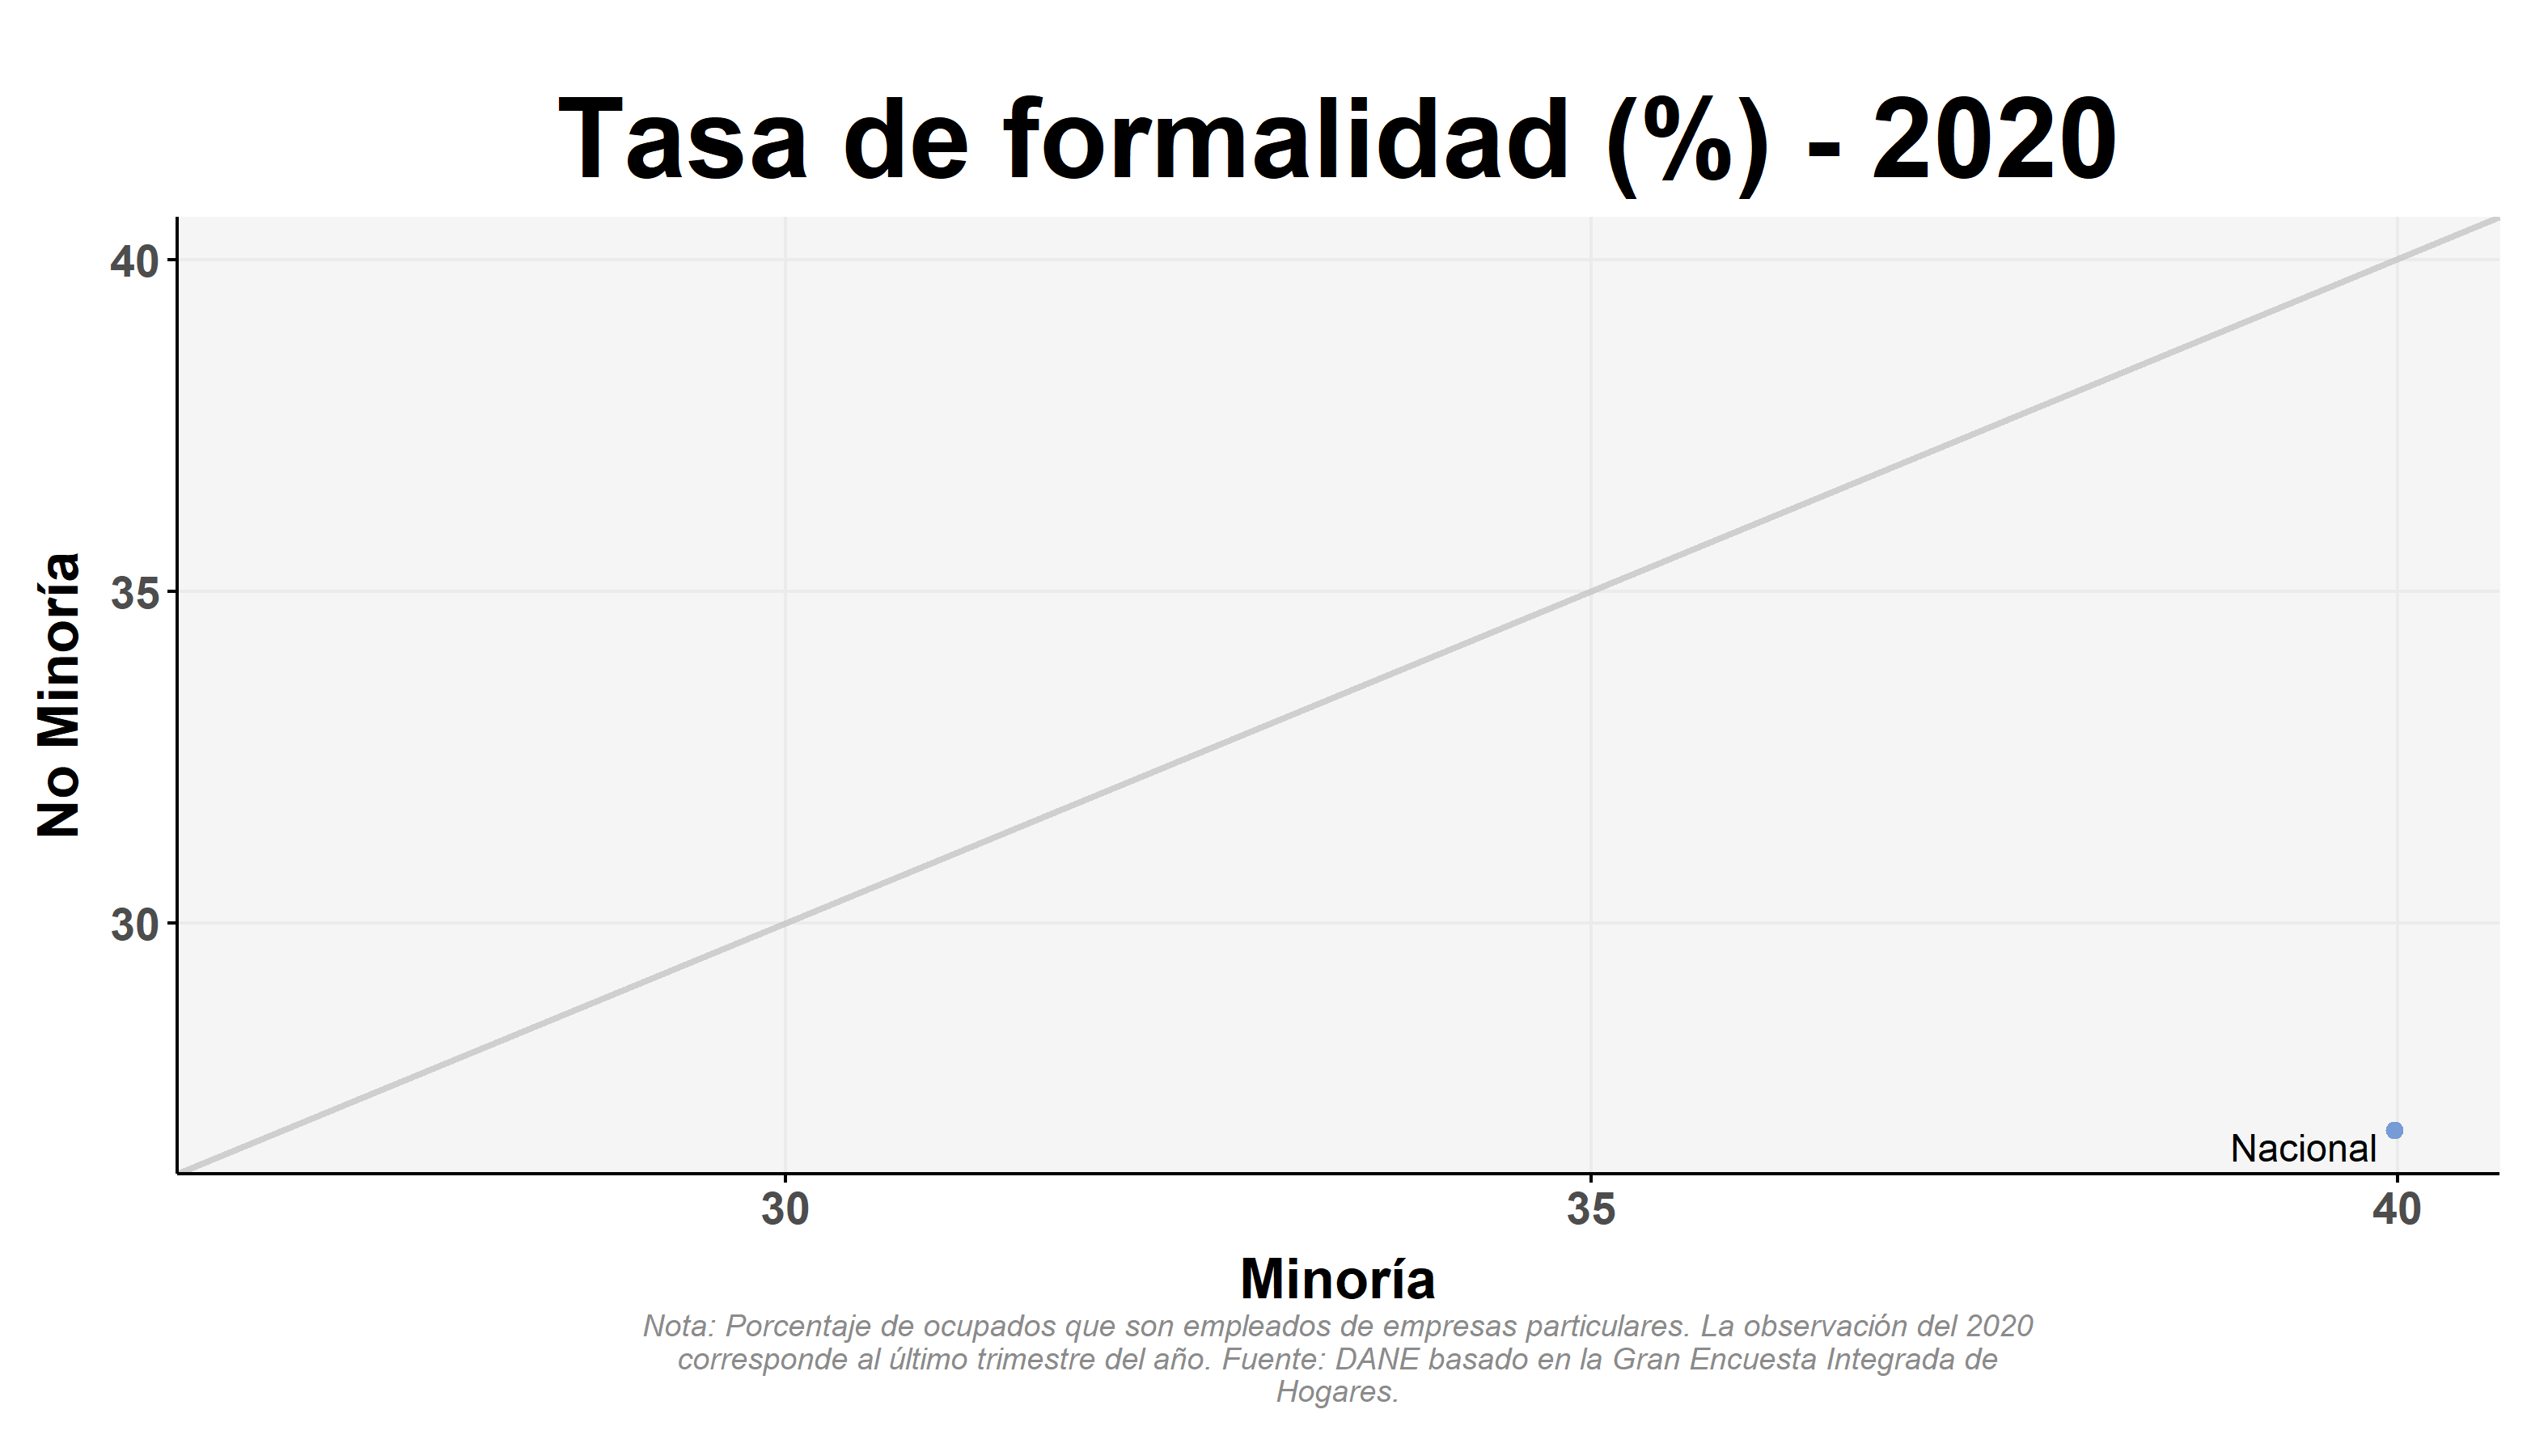 Tasa de formalidad (%) - 2020
No Minoría
40
35
30
Nacional
30
35
40
Minoría
Nota: Porcentaje de ocupados que son empleados de empresas particulares. La observación del 2020
corresponde al último trimestre del año. Fuente: DANE basado en la Gran Encuesta Integrada de
Hogares.